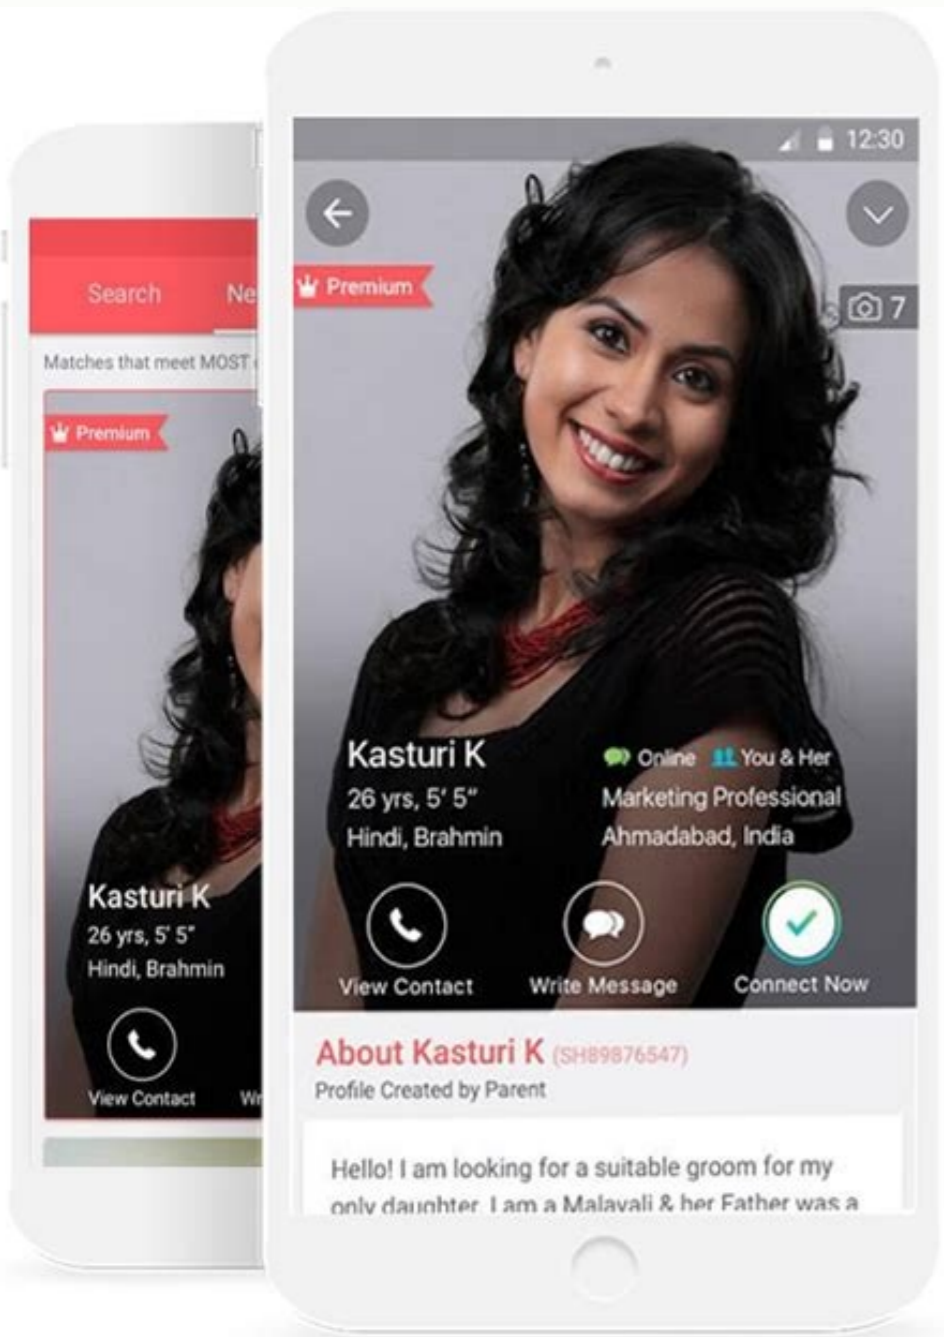 Search
Ne
Matches that meet MOST
Premium
Kasturi K
26 yrs, 5' 5"
Hindi, Brahmin
View Contact
Wr
12:30
Premium
7
Kasturi K
Online
You & Her
26 yrs, 5' 5"
Marketing Professional
Hindi, Brahmin
Ahmadabad, India
View Contact
Write Message
Connect Now
About Kasturi K (SH89876547)
Profile Created by Parent
Hello! I am looking for a suitable groom for my
only daughter. I am a Malayali & her Father was a